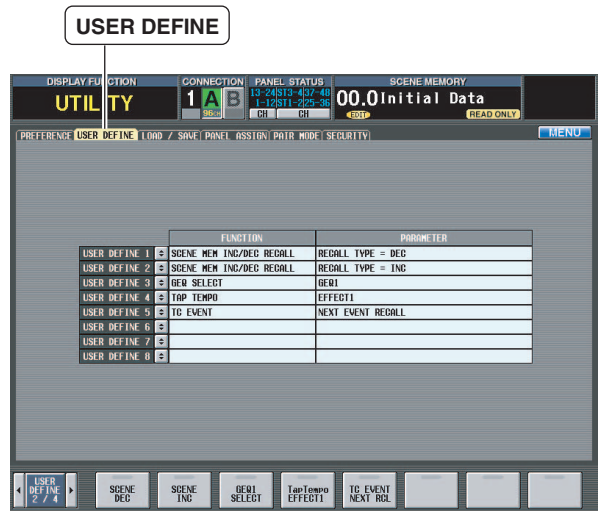 USER DEFINE
DISPLAY FUNCTION
UTILITY
CONNECTION
1 A B
96CH
PANEL STATUS
13-24 ST3-4 37-48
1-12 ST1-2 25-36
CH CH
SCENE MEMORY
00.0 Initial Data
EDIT READ ONLY
PREFERENCE USER DEFINE LOAD / SAVE PANEL ASSIGN PAIR MODE SECURITY MENU
FUNCTION PARAMETER
USER DEFINE 1 SCENE MEM INC/DEC RECALL RECALL TYPE = DEC
USER DEFINE 2 SCENE MEM INC/DEC RECALL RECALL TYPE = INC
USER DEFINE 3 GEQ SELECT GEQ1
USER DEFINE 4 TAP TEMPO EFFECT1
USER DEFINE 5 TC EVENT NEXT EVENT RECALL
USER DEFINE 6
USER DEFINE 7
USER DEFINE 8
USER DEFINE 2 / 4
SCENE DEC
SCENE INC
GEQ1 SELECT
TapTempo EFFECT1
TC EVENT NEXT RCL